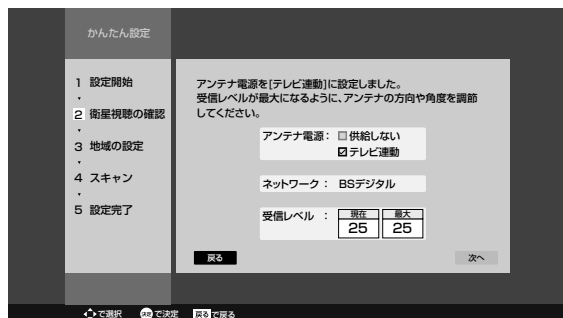 かんたん設定
1 設定開始
2 衛星視聴の確認
3 地域の設定
4 スキャン
5 設定完了
アンテナ電源を[テレビ連動]に設定しました。
受信レベルが最大になるように、アンテナの方向や角度を調節
してください。
アンテナ電源: 供給しない
テレビ連動
ネットワーク : BSデジタル
受信レベル : 現在 最大
25 25
戻る 次へ
で選択 決定 で決定 戻る で戻る